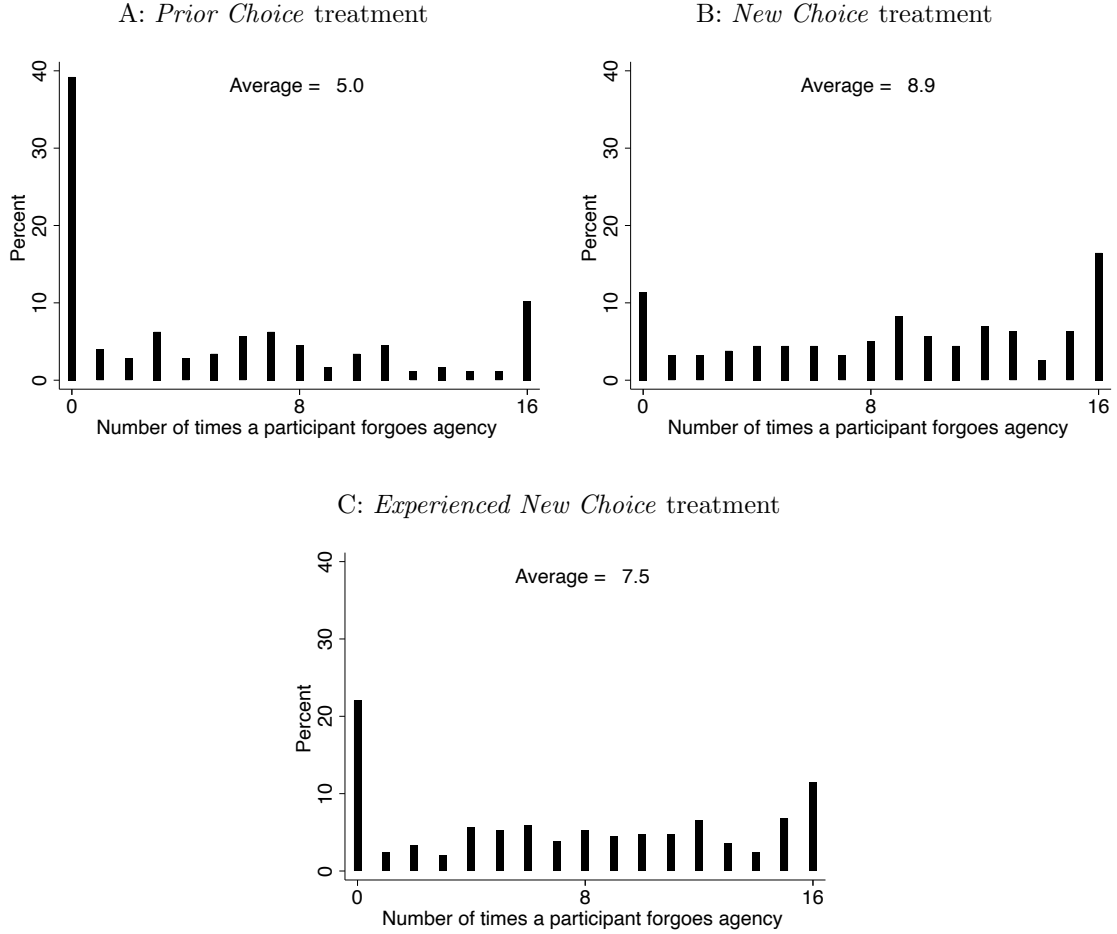 A: Prior Choice treatment
Average = 5.0
Percent
40
30
20
10
0
0 8 16
Number of times a participant forgoes agency
B: New Choice treatment
Average = 8.9
Percent
40
30
20
10
0
0 8 16
Number of times a participant forgoes agency
C: Experienced New Choice treatment
Average = 7.5
Percent
40
30
20
10
0
0 8 16
Number of times a participant forgoes agency